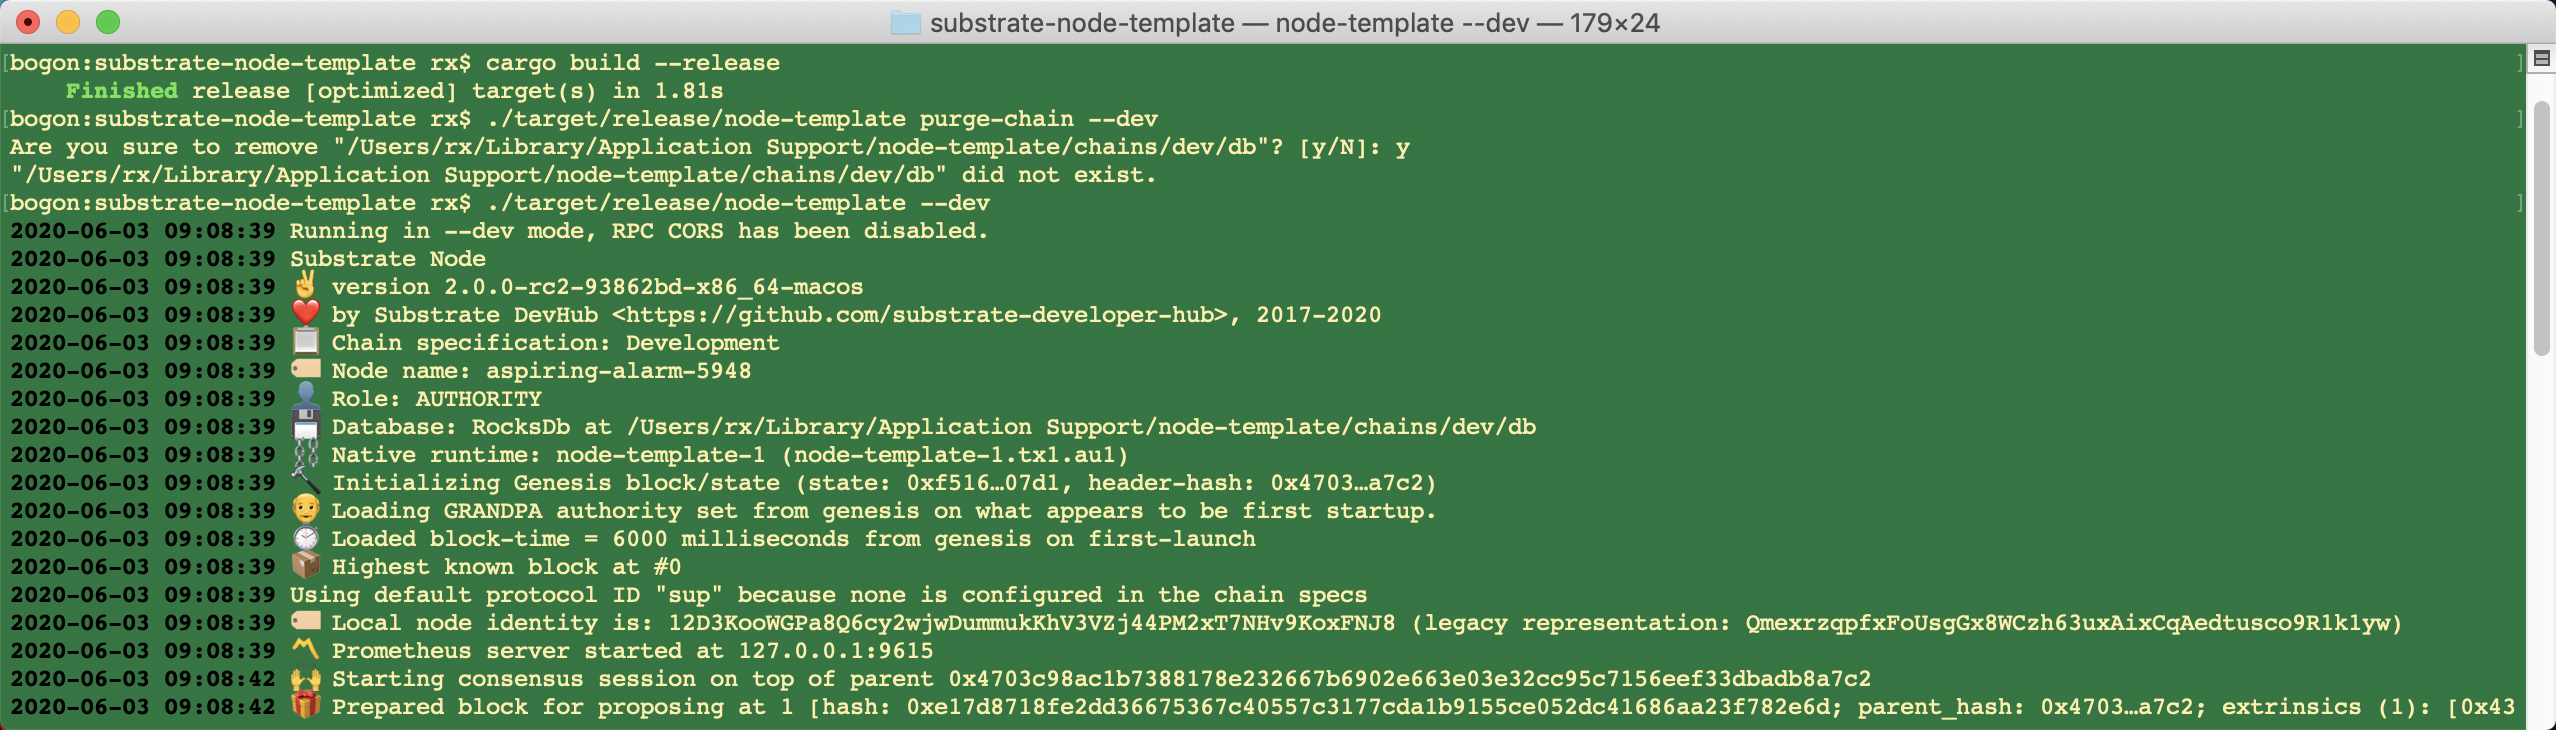 substrate-node-template — node-template --dev — 179×24
[bogon:substrate-node-template rx$ cargo build --release ]
Finished release [optimized] target(s) in 1.81s
[bogon:substrate-node-template rx$ ./target/release/node-template purge-chain --dev ]
Are you sure to remove "/Users/rx/Library/Application Support/node-template/chains/dev/db"? [y/N]: y
"/Users/rx/Library/Application Support/node-template/chains/dev/db" did not exist.
[bogon:substrate-node-template rx$ ./target/release/node-template --dev ]
2020-06-03 09:08:39 Running in --dev mode, RPC CORS has been disabled.
2020-06-03 09:08:39 Substrate Node
2020-06-03 09:08:39 ✌️ version 2.0.0-rc2-93862bd-x86_64-macos
2020-06-03 09:08:39 ❤️ by Substrate DevHub <https://github.com/substrate-developer-hub>, 2017-2020
2020-06-03 09:08:39 📋 Chain specification: Development
2020-06-03 09:08:39 🏷 Node name: aspiring-alarm-5948
2020-06-03 09:08:39 👤 Role: AUTHORITY
2020-06-03 09:08:39 💾 Database: RocksDb at /Users/rx/Library/Application Support/node-template/chains/dev/db
2020-06-03 09:08:39 ⛓ Native runtime: node-template-1 (node-template-1.tx1.au1)
2020-06-03 09:08:39 🔨 Initializing Genesis block/state (state: 0xf516…07d1, header-hash: 0x4703…a7c2)
2020-06-03 09:08:39 👴 Loading GRANDPA authority set from genesis on what appears to be first startup.
2020-06-03 09:08:39 ⏱ Loaded block-time = 6000 milliseconds from genesis on first-launch
2020-06-03 09:08:39 📦 Highest known block at #0
2020-06-03 09:08:39 Using default protocol ID "sup" because none is configured in the chain specs
2020-06-03 09:08:39 🏷 Local node identity is: 12D3KooWGPa8Q6cy2wjwDummukKhV3VZj44PM2xT7NHv9KoxFNJ8 (legacy representation: QmexrzqpfxFoUsgGx8WCzh63uxAixCqAedtusco9R1k1yw)
2020-06-03 09:08:39 〽️ Prometheus server started at 127.0.0.1:9615
2020-06-03 09:08:42 🙌 Starting consensus session on top of parent 0x4703c98ac1b7388178e232667b6902e663e03e32cc95c7156eef33dbadb8a7c2
2020-06-03 09:08:42 🎁 Prepared block for proposing at 1 [hash: 0xe17d8718fe2dd36675367c40557c3177cda1b9155ce052dc41686aa23f782e6d; parent_hash: 0x4703…a7c2; extrinsics (1): [0x43